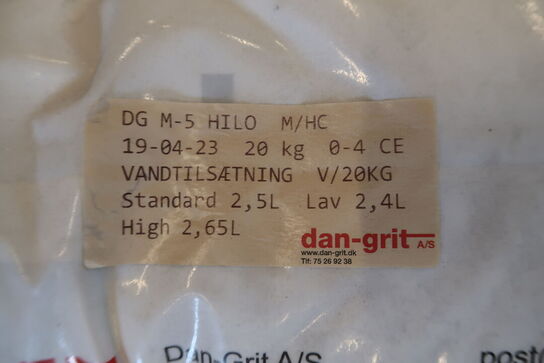 DG M-5 HILO M/HC
19-04-23 20 kg 0-4 CE
VANDTILSÆTNING V/20KG
Standard 2,5L Lav 2,4L
High 2,65L
dan-grit A/S
www.dan-grit.dk
Tlf: 75 26 92 38
Dan-Grit A/S